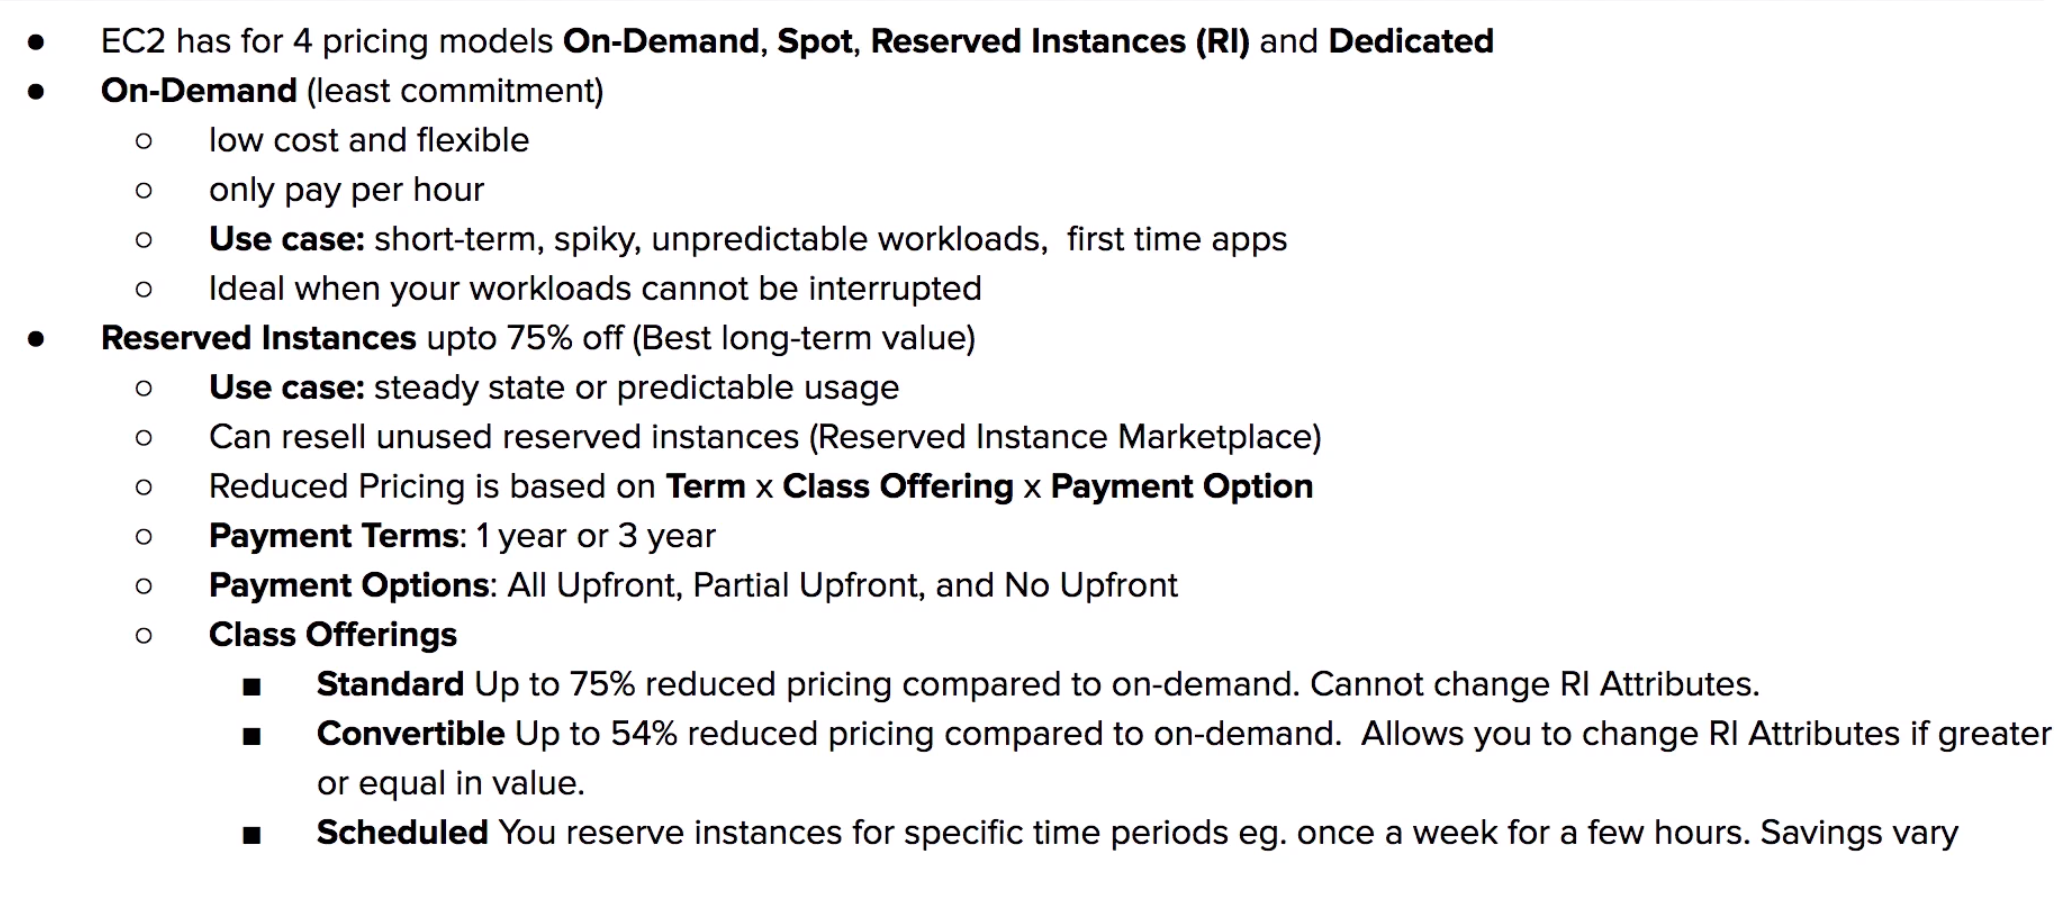 ● EC2 has for 4 pricing models On-Demand, Spot, Reserved Instances (RI) and Dedicated
● On-Demand (least commitment)
○ low cost and flexible
○ only pay per hour
○ Use case: short-term, spiky, unpredictable workloads,  first time apps
○ Ideal when your workloads cannot be interrupted
● Reserved Instances upto 75% off (Best long-term value)
○ Use case: steady state or predictable usage
○ Can resell unused reserved instances (Reserved Instance Marketplace)
○ Reduced Pricing is based on Term x Class Offering x Payment Option
○ Payment Terms: 1 year or 3 year
○ Payment Options: All Upfront, Partial Upfront, and No Upfront
○ Class Offerings
■ Standard Up to 75% reduced pricing compared to on-demand. Cannot change RI Attributes.
■ Convertible Up to 54% reduced pricing compared to on-demand.  Allows you to change RI Attributes if greater
or equal in value.
■ Scheduled You reserve instances for specific time periods eg. once a week for a few hours. Savings vary